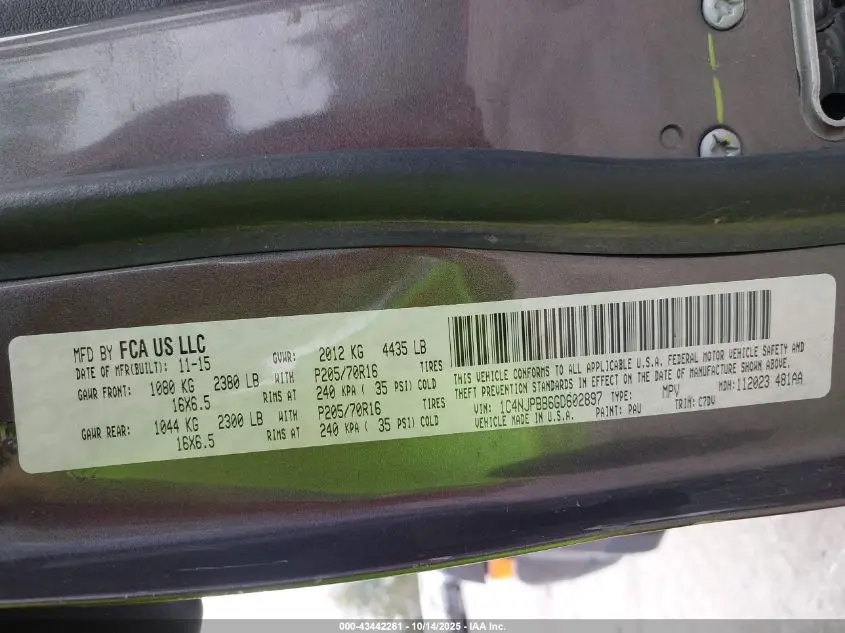 MFD BY FCA US LLC
DATE OF MFR(BUILT): 11-15 GVWR: 2012 KG 4435 LB
GAWR FRONT: 1080 KG 2380 LB WITH P205/70R16 TIRES
16X6.5 RIMS AT 240 KPA ( 35 PSI) COLD
GAWR REAR: 1044 KG 2300 LB WITH P205/70R16 TIRES
16X6.5 RIMS AT 240 KPA ( 35 PSI) COLD
THIS VEHICLE CONFORMS TO ALL APPLICABLE U.S.A. FEDERAL MOTOR VEHICLE SAFETY AND
THEFT PREVENTION STANDARDS IN EFFECT ON THE DATE OF MANUFACTURE SHOWN ABOVE.
VIN: 1C4NJPBB6GD602897 TYPE: MPV MDH: 112023 481AA
VEHICLE MADE IN U.S.A. PAINT: PAU TRIM: C7DV
000-43442261 - 10/14/2025 - IAA Inc.